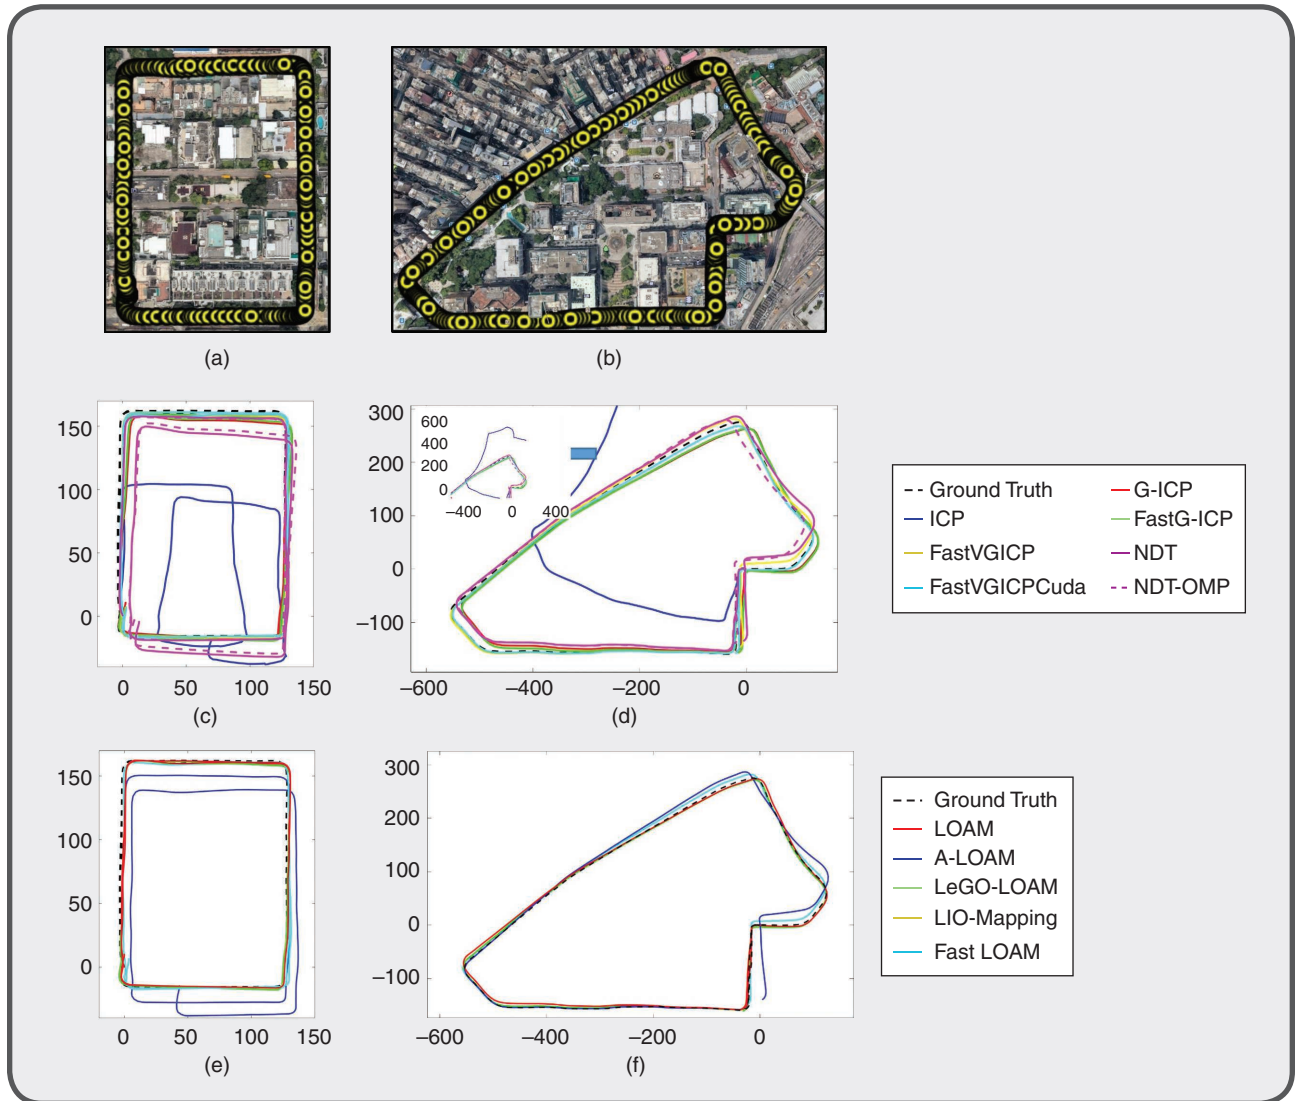 (a)
(b)
150
100
50
0
0
50
100
150
(c)
300
200
100
0
−100
−600
−400
−200
0
600
400
200
0
−400
0
400
(d)
Ground Truth
ICP
FastVGICP
FastVGICPCuda
G-ICP
FastG-ICP
NDT
NDT-OMP
150
100
50
0
0
50
100
150
(e)
300
200
100
0
−100
−600
−400
−200
0
(f)
Ground Truth
LOAM
A-LOAM
LeGO-LOAM
LIO-Mapping
Fast LOAM